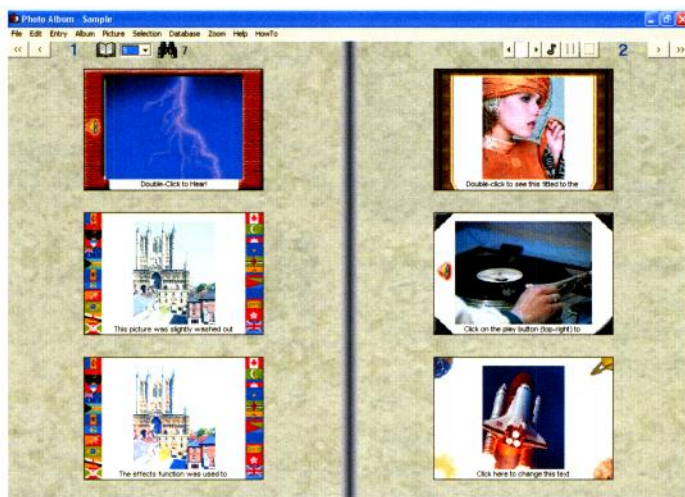 Photo Album - Sample
File Edit Entry Album Picture Selection Database Zoom Help HowTo
<< < 1 7 2 > >>
Double-Click to Hear!
Double-click to see this titled to the
This picture was slightly washed out
Click on the play button (top-right) to
The effects function was used to
Click here to change this text